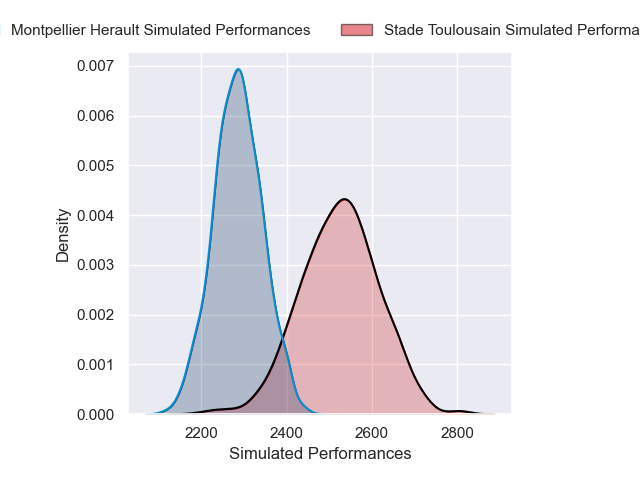 Montpellier Herault Simulated Performances
Stade Toulousain Simulated Performa
0.007
0.006
0.005
0.004
0.003
0.002
0.001
0.000
Density
2200 2400 2600 2800
Simulated Performances